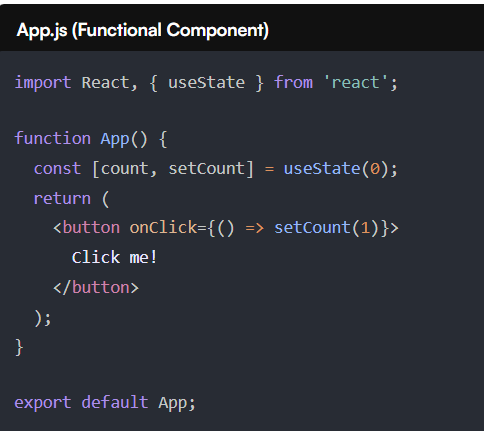 App.js (Functional Component)
import React, { useState } from 'react';
function App() {
const [count, setCount] = useState(0);
return (
<button onClick={() => setCount(1)}>
Click me!
</button>
);
}
export default App;